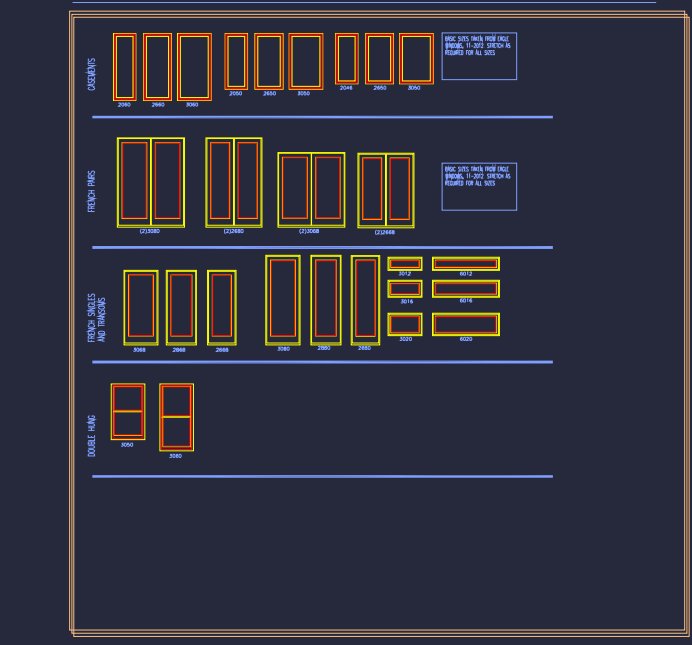 CASEMENTS
2060 2660 3060
2050 2650 3050
2046 2650 3050
BASIC SIZES TAKEN FROM EAGLE
WINDOWS, 11-2012 STRETCH AS
REQUIRED FOR ALL SIZES
FRENCH PAIRS
(2)3080 (2)2680 (2)3068 (2)2668
BASIC SIZES TAKEN FROM EAGLE
WINDOWS, 11-2012 STRETCH AS
REQUIRED FOR ALL SIZES
FRENCH SINGLES
AND TRANSOMS
3068 2868 2668
3080 2880 2680
3012 6012
3016 6016
3020 6020
DOUBLE HUNG
3050 3060